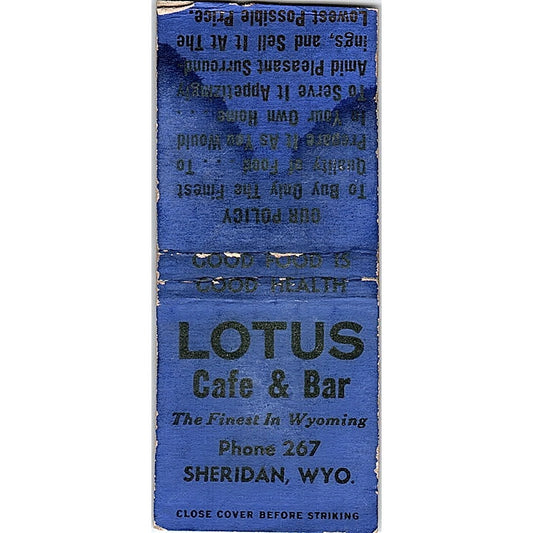 OUR POLICY
To Buy Only The Finest
Quality of Food . . . To
Prepare It As You Would
In Your Own Home
To Serve It Appetizingly
Amid Pleasant Surround-
ings, and Sell It At The
Lowest Possible Price.
GOOD FOOD IS
GOOD HEALTH
LOTUS
Cafe & Bar
The Finest In Wyoming
Phone 267
SHERIDAN, WYO.
CLOSE COVER BEFORE STRIKING